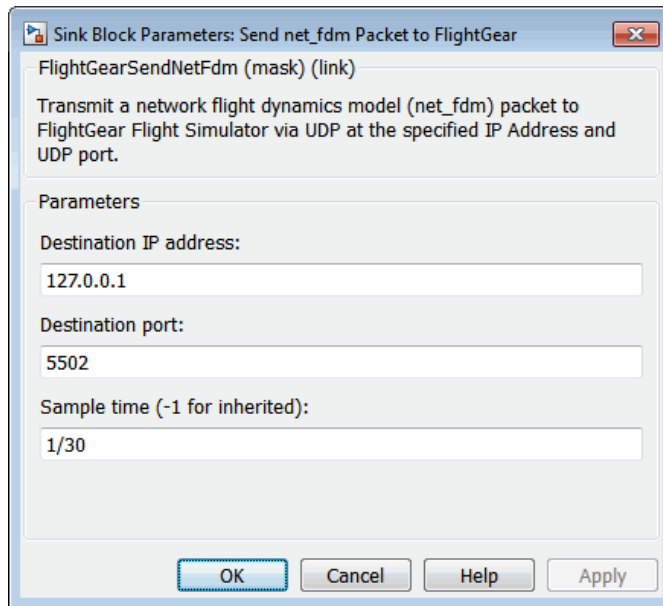 Sink Block Parameters: Send net_fdm Packet to FlightGear
FlightGearSendNetFdm (mask) (link)
Transmit a network flight dynamics model (net_fdm) packet to
FlightGear Flight Simulator via UDP at the specified IP Address and
UDP port.
Parameters
Destination IP address:
127.0.0.1
Destination port:
5502
Sample time (-1 for inherited):
1/30
OK Cancel Help Apply